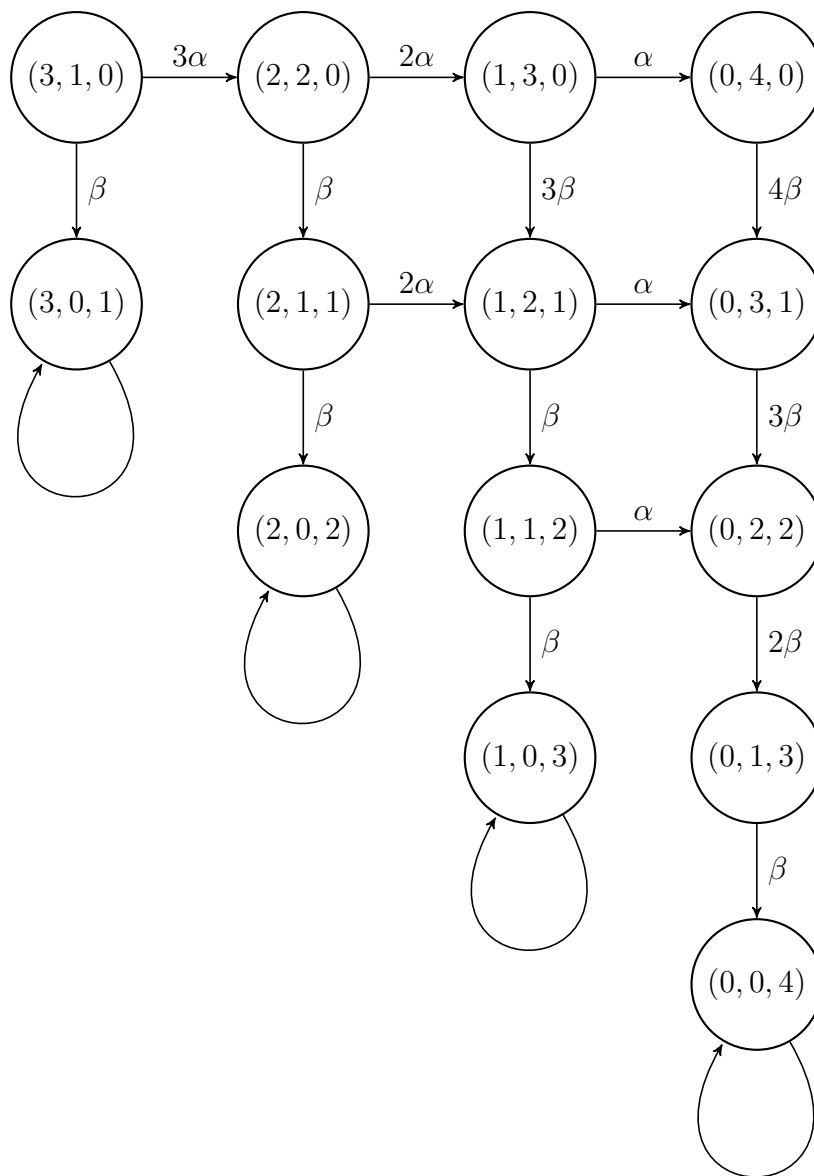 3α 2α α
(3, 1, 0) (2, 2, 0) (1, 3, 0) (0, 4, 0)
β β 3β 4β
2α α
(3, 0, 1) (2, 1, 1) (1, 2, 1) (0, 3, 1)
β β 3β
α
(2, 0, 2) (1, 1, 2) (0, 2, 2)
β 2β
(1, 0, 3) (0, 1, 3)
β
(0, 0, 4)